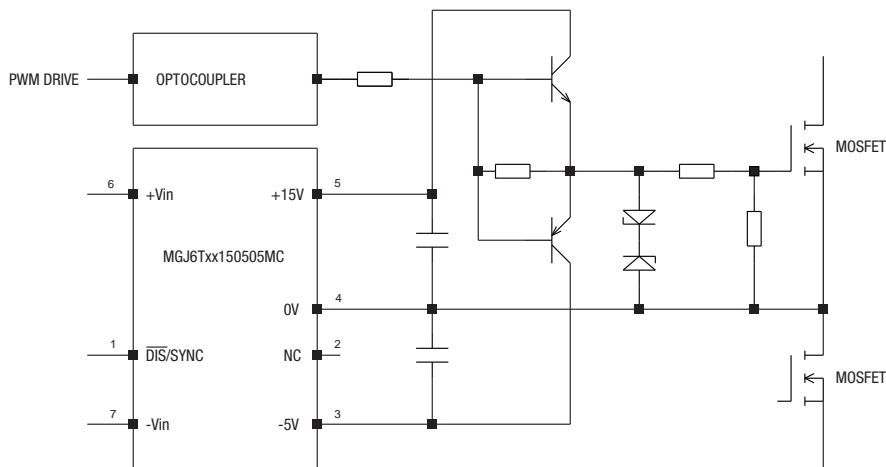 PWM DRIVE
OPTOCOUPLER
MOSFET
6
+Vin
+15V
5
MGJ6Txx150505MC
0V
4
1
DIS/SYNC
NC
2
MOSFET
7
-Vin
-5V
3